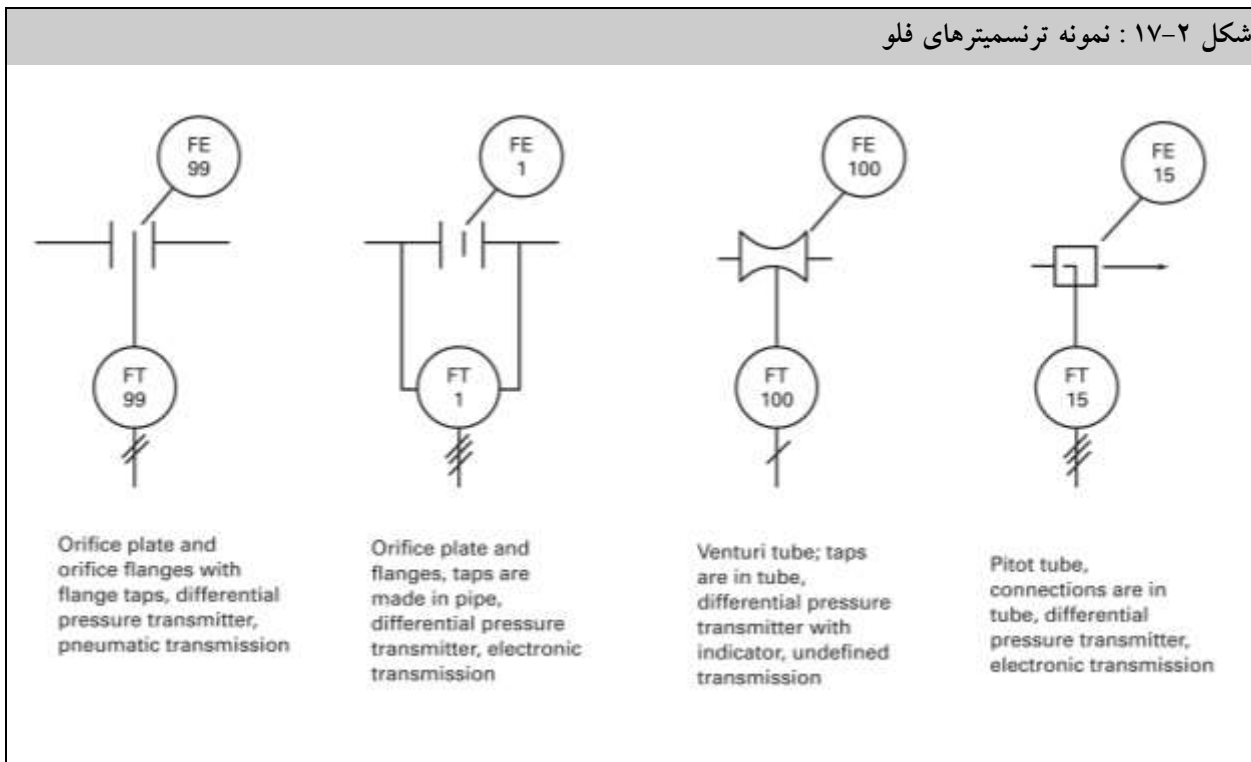 شکل ۲-۱۷ : نمونه ترنسمیترهای فلو
FE
99
FE
1
FE
100
FE
15
FT
99
FT
1
FT
100
FT
15
Orifice plate and
orifice flanges with
flange taps, differential
pressure transmitter,
pneumatic transmission
Orifice plate and
flanges, taps are
made in pipe,
differential pressure
transmitter, electronic
transmission
Venturi tube; taps
are in tube,
differential pressure
transmitter with
indicator, undefined
transmission
Pitot tube,
connections are in
tube, differential
pressure transmitter,
electronic transmission